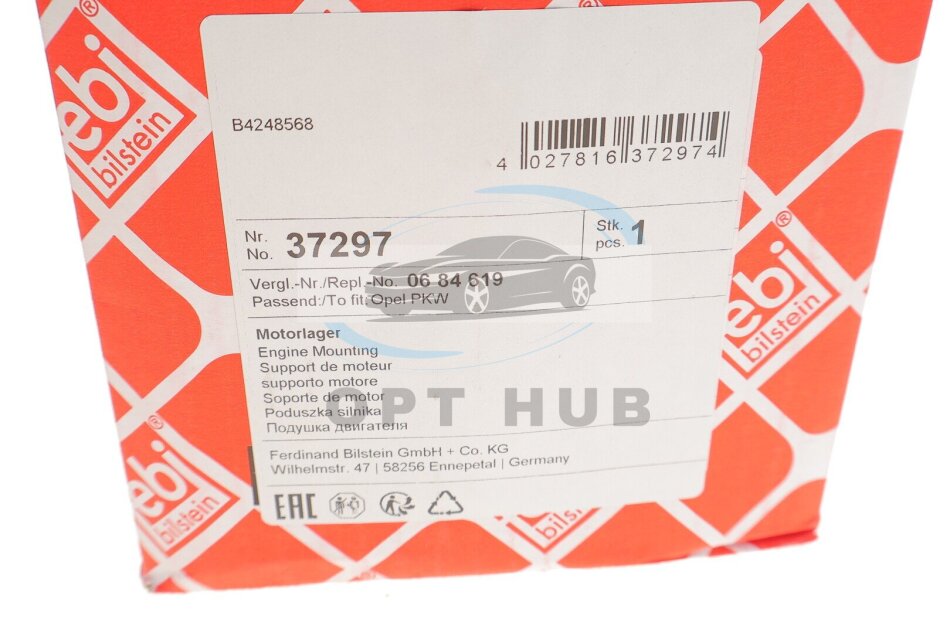 febi
bilstein
®
B4248568
4 027816 372974
Nr.
No. 37297
Stk.
pcs. 1
Vergl.-Nr./Repl.-No. 06 84 619
Passend:/To fit: Opel PKW
Motorlager
Engine Mounting
Support de moteur
supporto motore
Soporte de motor
Poduszka silnika
Подушка двигателя
OPT HUB
Ferdinand Bilstein GmbH + Co. KG
Wilhelmstr. 47 | 58256 Ennepetal | Germany
EAC
febi
bilstein
®
febi
bilstein
®
bilstein